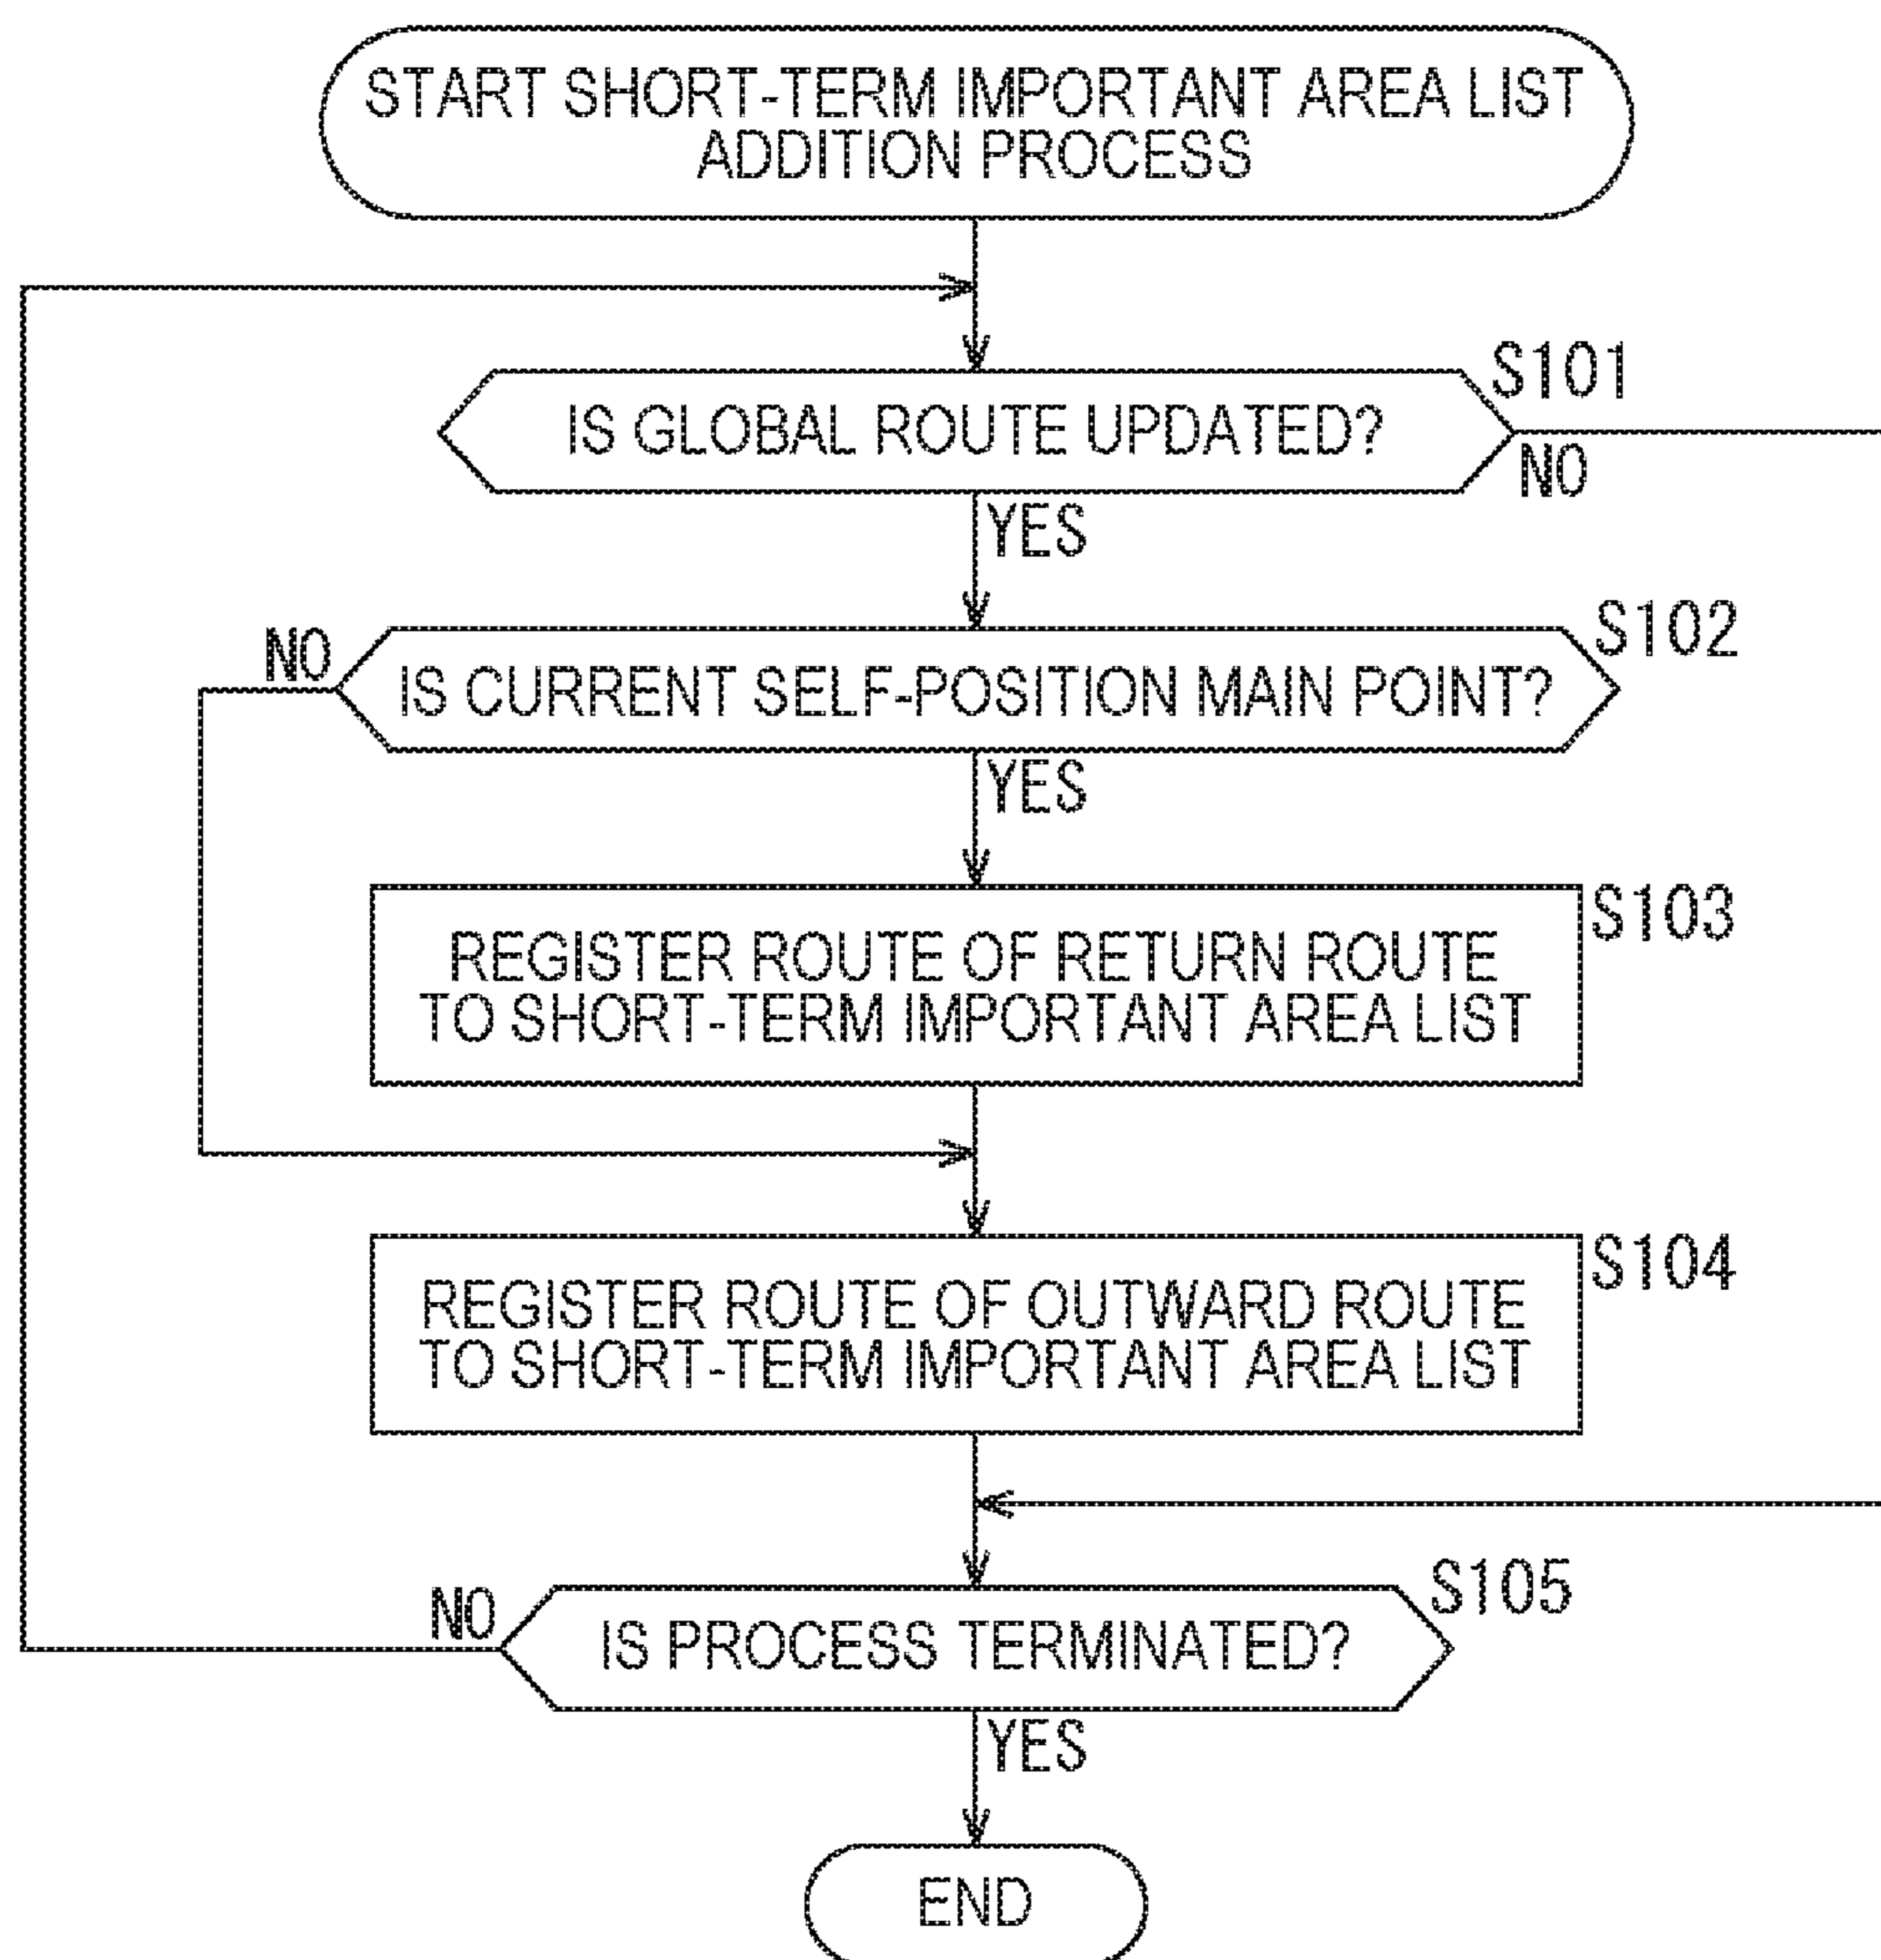 START SHORT-TERM IMPORTANT AREA LIST
ADDITION PROCESS
S101
IS GLOBAL ROUTE UPDATED?
NO
YES
S102
NO
IS CURRENT SELF-POSITION MAIN POINT?
YES
S103
REGISTER ROUTE OF RETURN ROUTE
TO SHORT-TERM IMPORTANT AREA LIST
S104
REGISTER ROUTE OF OUTWARD ROUTE
TO SHORT-TERM IMPORTANT AREA LIST
S105
NO
IS PROCESS TERMINATED?
YES
END